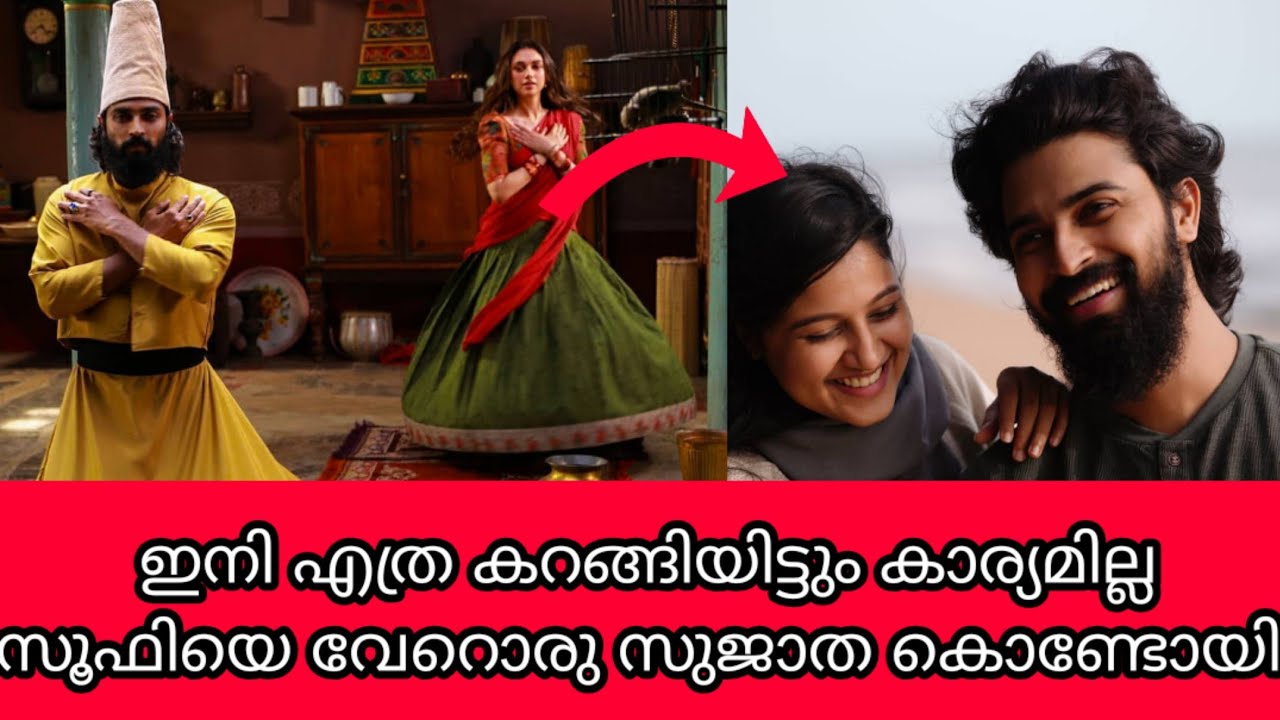 ഇനി എത്ര കറങ്ങിയിട്ടും കാര്യമില്ല
സൂഫിയെ വേറൊരു സുജാത കൊണ്ടോയി